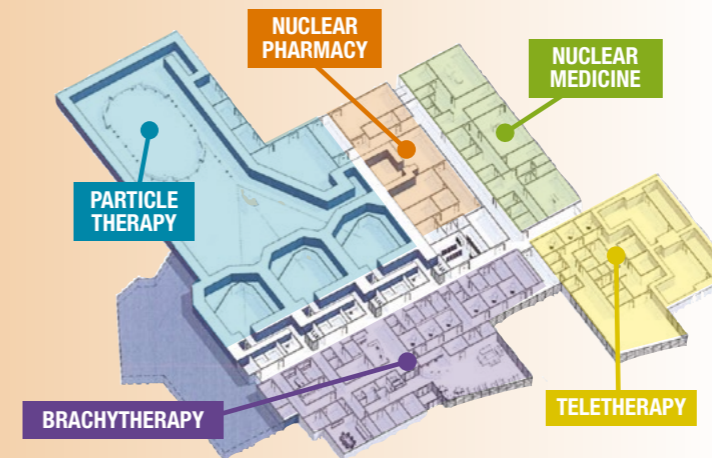 NUCLEAR
PHARMACY
NUCLEAR
MEDICINE
PARTICLE
THERAPY
BRACHYTHERAPY
TELETHERAPY